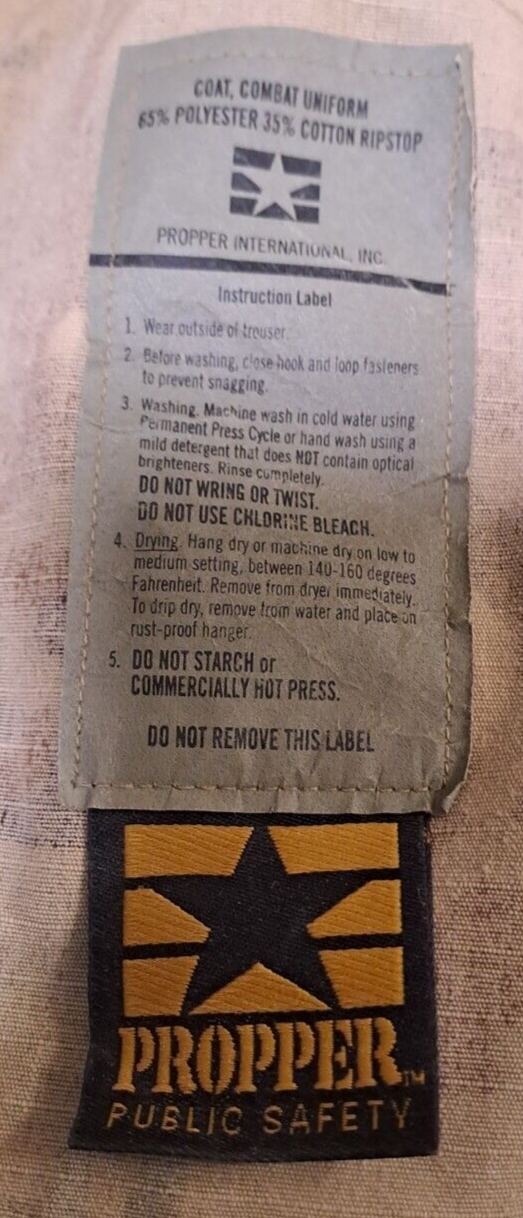 COAT, COMBAT UNIFORM
65% POLYESTER 35% COTTON RIPSTOP
PROPPER INTERNATIONAL, INC.
Instruction Label
1. Wear outside of trouser.
2. Before washing, close hook and loop fasteners
to prevent snagging.
3. Washing. Machine wash in cold water using
Permanent Press Cycle or hand wash using a
mild detergent that does NOT contain optical
brighteners. Rinse completely.
DO NOT WRING OR TWIST.
DO NOT USE CHLORINE BLEACH.
4. Drying. Hang dry or machine dry on low to
medium setting, between 140-160 degrees
Fahrenheit. Remove from dryer immediately.
To drip dry, remove from water and place on
rust-proof hanger.
5. DO NOT STARCH or
COMMERCIALLY HOT PRESS.
DO NOT REMOVE THIS LABEL
PROPPER™
PUBLIC SAFETY